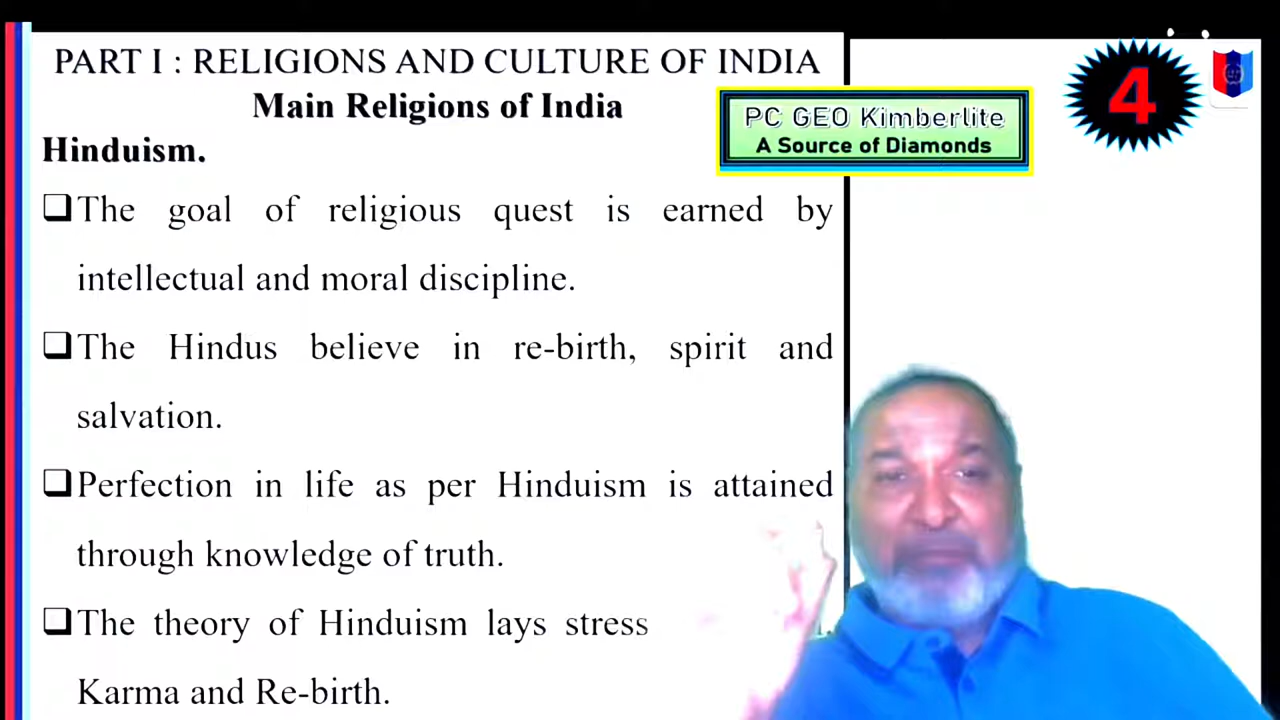 PART I : RELIGIONS AND CULTURE OF INDIA
Main Religions of India
Hinduism.
PC GEO Kimberlite
A Source of Diamonds
4
❑The goal of religious quest is earned by
intellectual and moral discipline.
❑The Hindus believe in re-birth, spirit and
salvation.
❑Perfection in life as per Hinduism is attained
through knowledge of truth.
❑The theory of Hinduism lays stress
Karma and Re-birth.